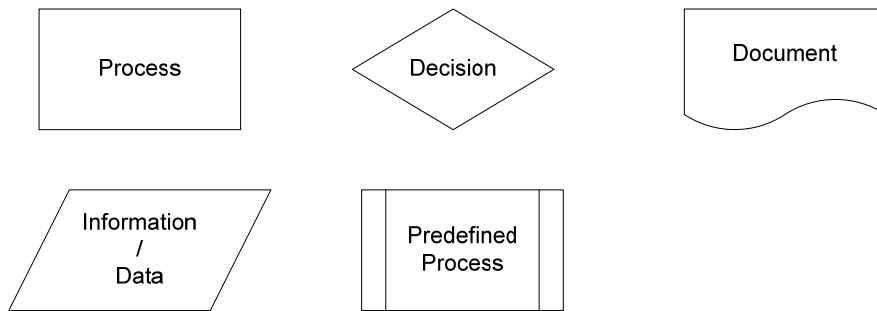 Process
Decision
Document
Information
/
Data
Predefined
Process